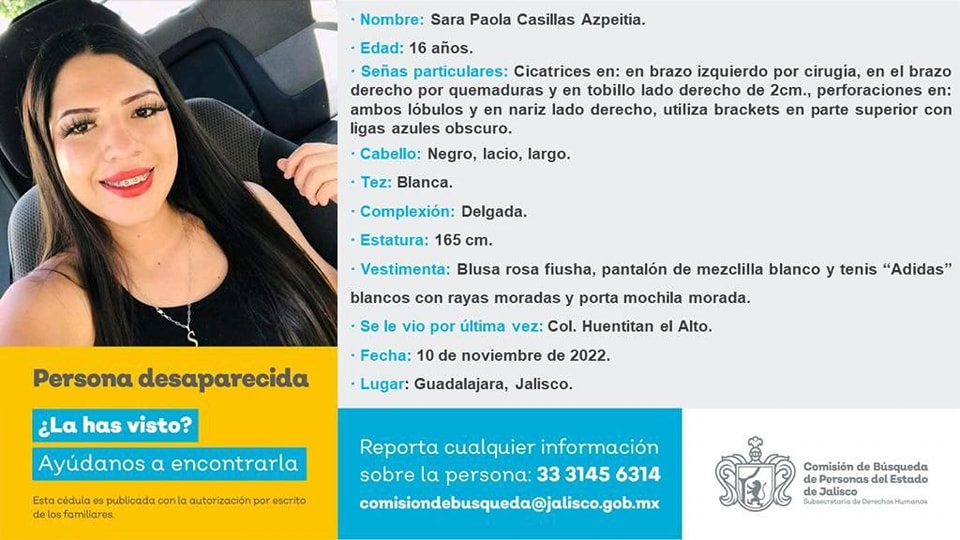 · Nombre: Sara Paola Casillas Azpeitia.
· Edad: 16 años.
· Señas particulares: Cicatrices en: en brazo izquierdo por cirugía, en el brazo
derecho por quemaduras y en tobillo lado derecho de 2cm., perforaciones en:
ambos lóbulos y en nariz lado derecho, utiliza brackets en parte superior con
ligas azules obscuro.
· Cabello: Negro, lacio, largo.
· Tez: Blanca.
· Complexión: Delgada.
· Estatura: 165 cm.
· Vestimenta: Blusa rosa fiusha, pantalón de mezclilla blanco y tenis “Adidas”
blancos con rayas moradas y porta mochila morada.
· Se le vio por última vez: Col. Huentitan el Alto.
· Fecha: 10 de noviembre de 2022.
· Lugar: Guadalajara, Jalisco.
Persona desaparecida
¿La has visto?
Ayúdanos a encontrarla
Esta cédula es publicada con la autorización por escrito
de los familiares.
Reporta cualquier información
sobre la persona: 33 3145 6314
comisiondebusqueda@jalisco.gob.mx
Comisión de Búsqueda
de Personas del Estado
de Jalisco
Subsecretaría de Derechos Humanos